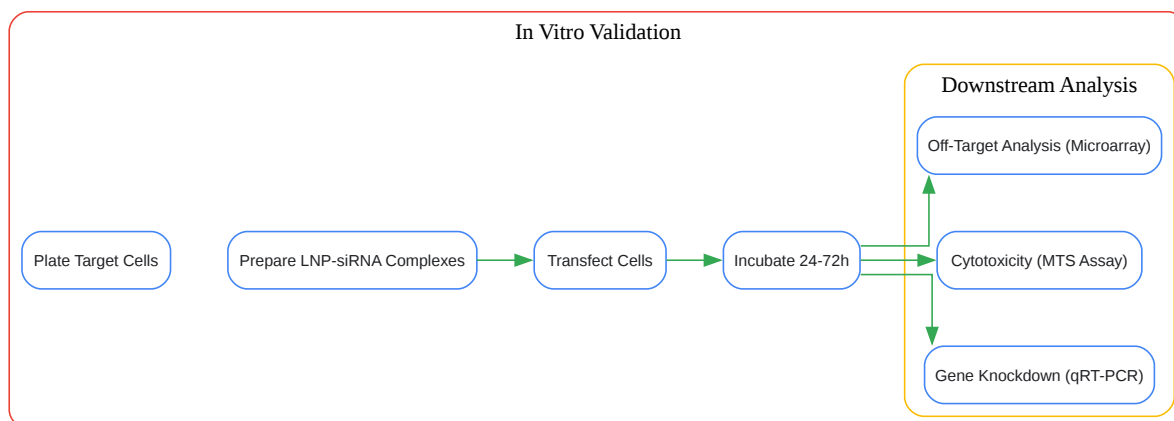 In Vitro Validation
Downstream Analysis
Off-Target Analysis (Microarray)
Plate Target Cells
Prepare LNP-siRNA Complexes
Transfect Cells
Incubate 24-72h
Cytotoxicity (MTS Assay)
Gene Knockdown (qRT-PCR)